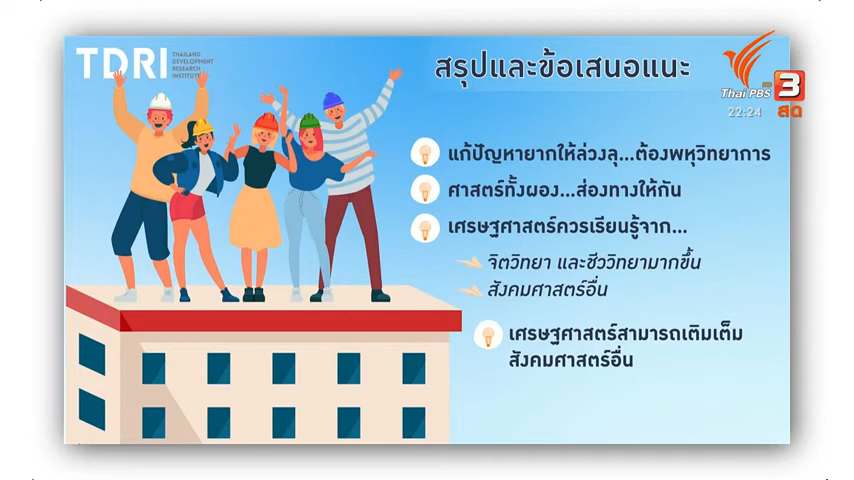 TDRI
THAILAND
DEVELOPMENT
RESEARCH
INSTITUTE
สรุปและข้อเสนอแนะ
Thai PBS
HD
3
22:24
สด
แก้ปัญหายากให้ล่วงลุ...ต้องพหุวิทยาการ
ศาสตร์ทั้งผอง...ส่องทางให้กัน
เศรษฐศาสตร์ควรเรียนรู้จาก...
จิตวิทยา และชีววิทยามากขึ้น
สังคมศาสตร์อื่น
เศรษฐศาสตร์สามารถเติมเต็ม
สังคมศาสตร์อื่น